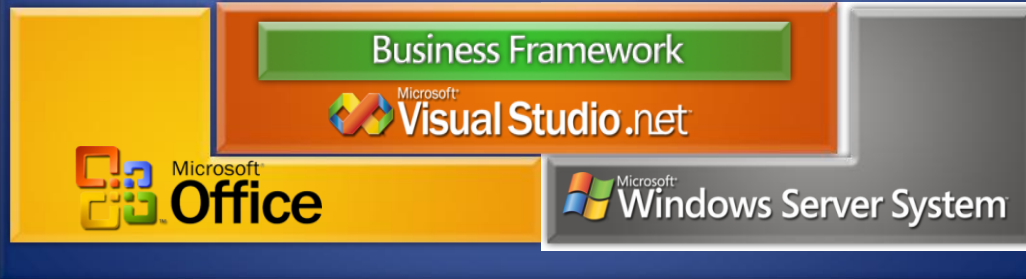 Business Framework
Microsoft
Visual Studio.net
Microsoft
Office
Microsoft
Windows Server System